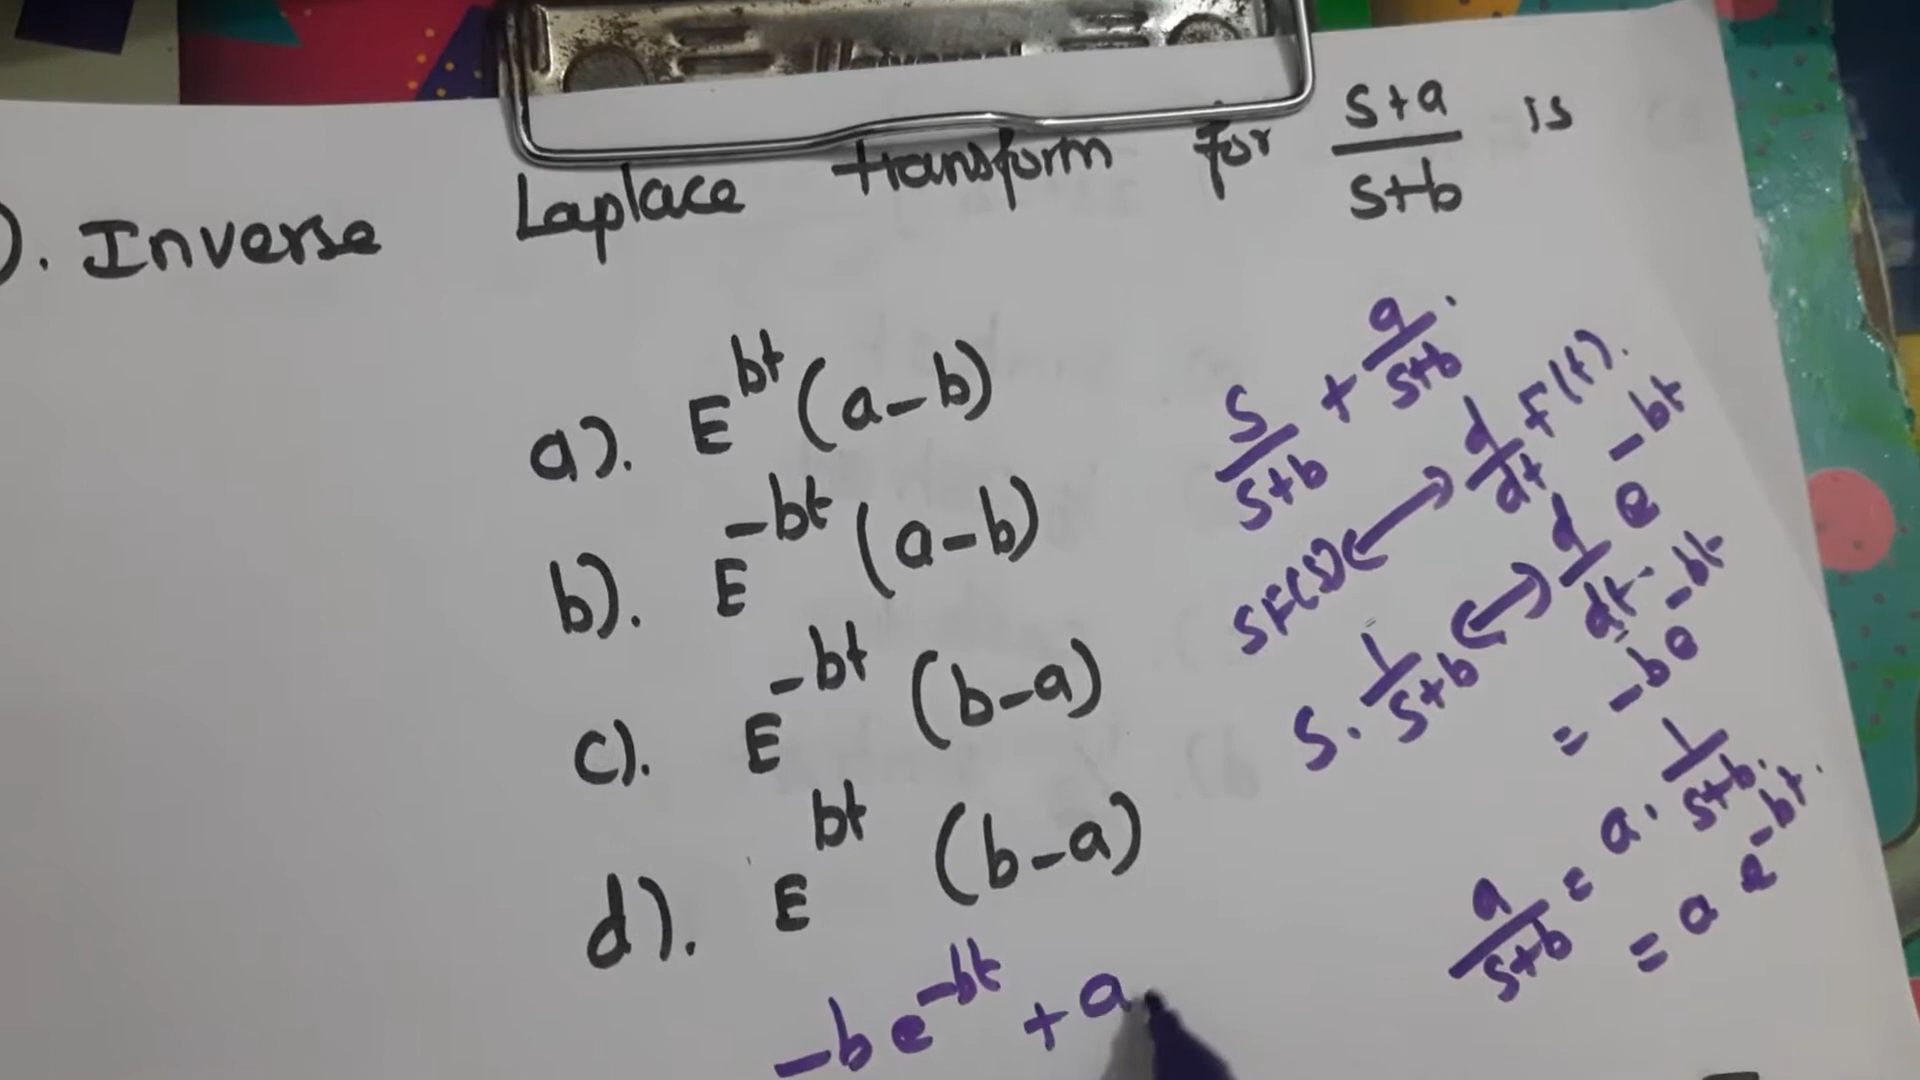 ). Inverse Laplace transform for s+a/s+b is
a). E^bt (a-b)
b). E^-bt (a-b)
c). E^-bt (b-a)
d). E^bt (b-a)
-be^-bt + a
S/S+b + a/S+b.
SF(S) ↔ d/dt F(t).
S. 1/S+b ↔ d/dt e^-bt
= -be^-bt
a/S+b = a. 1/S+b.
= a e^-bt.